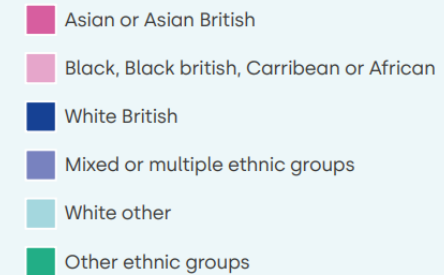 Asian or Asian British
Black, Black british, Carribean or African
White British
Mixed or multiple ethnic groups
White other
Other ethnic groups